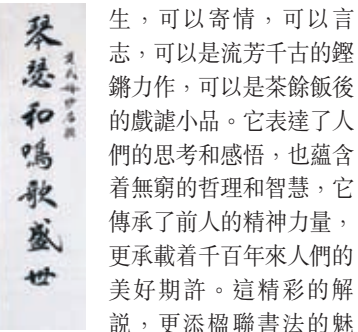 琴瑟和鳴歌盛世
生，可以寄情，可以言
志，可以是流芳千古的鏗
鏘力作，可以是茶餘飯後
的戲謔小品。它表達了人
們的思考和感悟，也蘊含
着無窮的哲理和智慧，它
傳承了前人的精神力量，
更承載着千百年來人們的
美好期許。這精彩的解
説，更添楹聯書法的魅